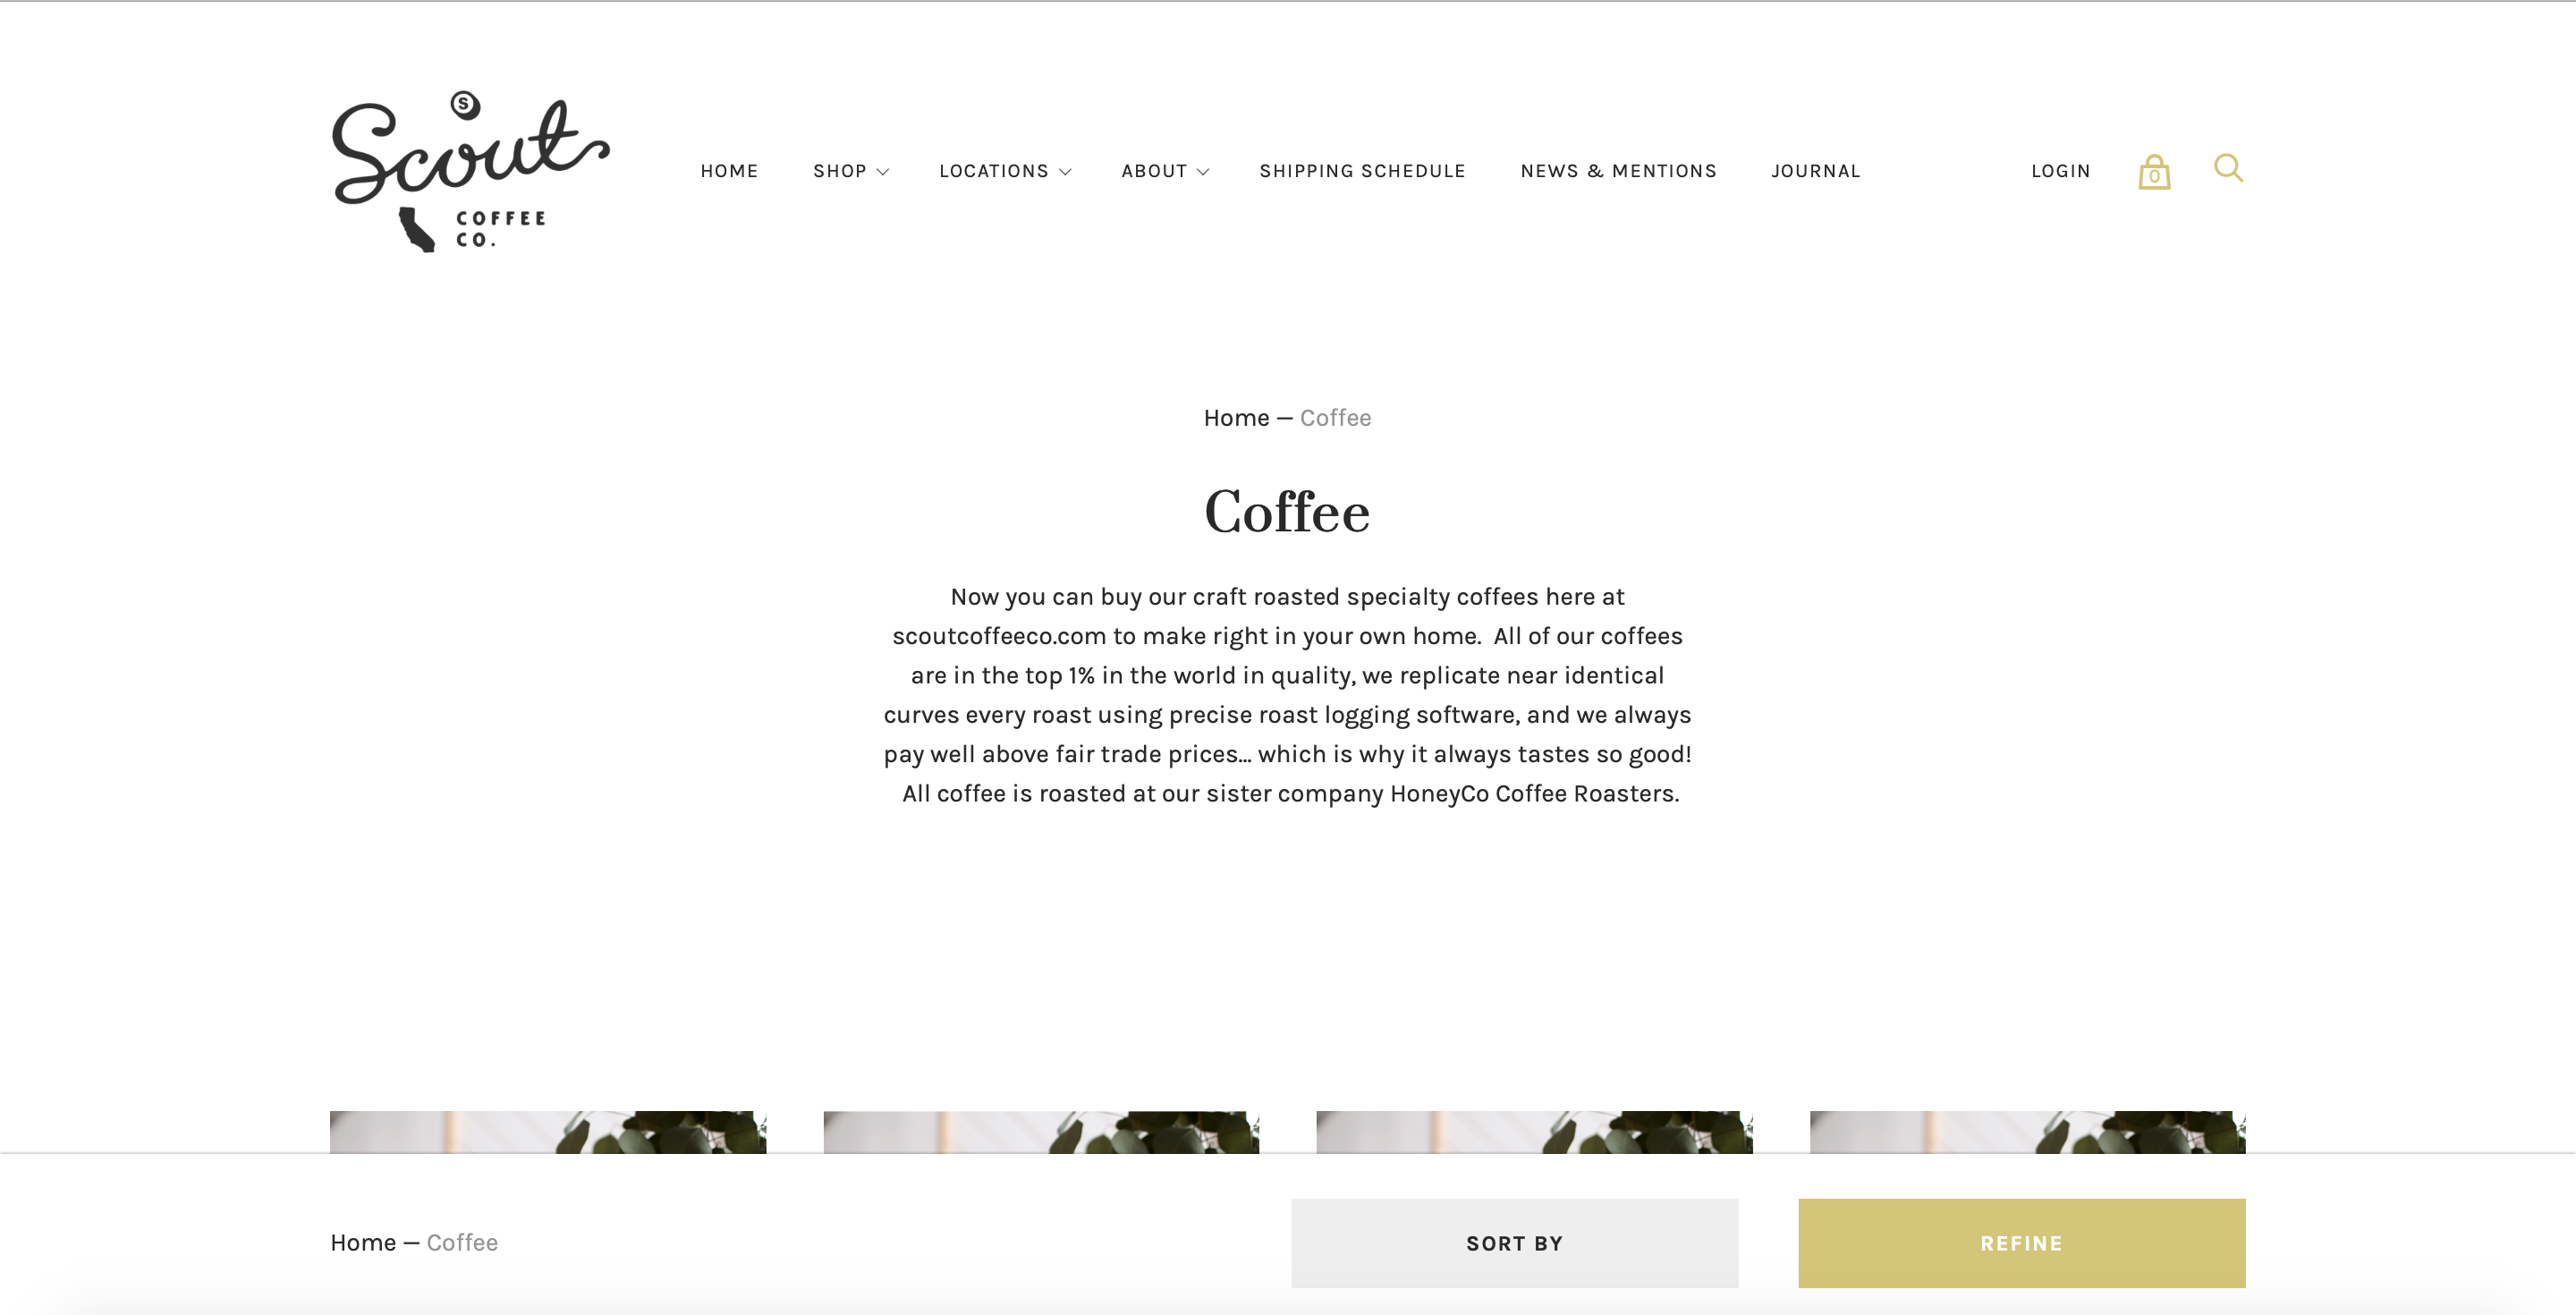 S
Scout
COFFEE
CO.
HOME SHOP LOCATIONS ABOUT SHIPPING SCHEDULE NEWS & MENTIONS JOURNAL LOGIN 0
Home — Coffee
Coffee
Now you can buy our craft roasted specialty coffees here at
scoutcoffeeco.com to make right in your own home.  All of our coffees
are in the top 1% in the world in quality, we replicate near identical
curves every roast using precise roast logging software, and we always
pay well above fair trade prices... which is why it always tastes so good!
All coffee is roasted at our sister company HoneyCo Coffee Roasters.
Home — Coffee SORT BY REFINE